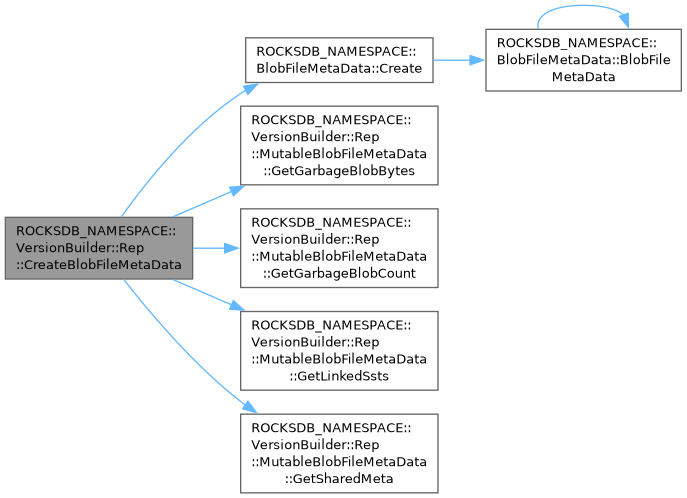 ROCKSDB_NAMESPACE::
BlobFileMetaData::Create
ROCKSDB_NAMESPACE::
BlobFileMetaData::BlobFile
MetaData
ROCKSDB_NAMESPACE::
VersionBuilder::Rep
::MutableBlobFileMetaData
::GetGarbageBlobBytes
ROCKSDB_NAMESPACE::
VersionBuilder::Rep
::CreateBlobFileMetaData
ROCKSDB_NAMESPACE::
VersionBuilder::Rep
::MutableBlobFileMetaData
::GetGarbageBlobCount
ROCKSDB_NAMESPACE::
VersionBuilder::Rep
::MutableBlobFileMetaData
::GetLinkedSsts
ROCKSDB_NAMESPACE::
VersionBuilder::Rep
::MutableBlobFileMetaData
::GetSharedMeta